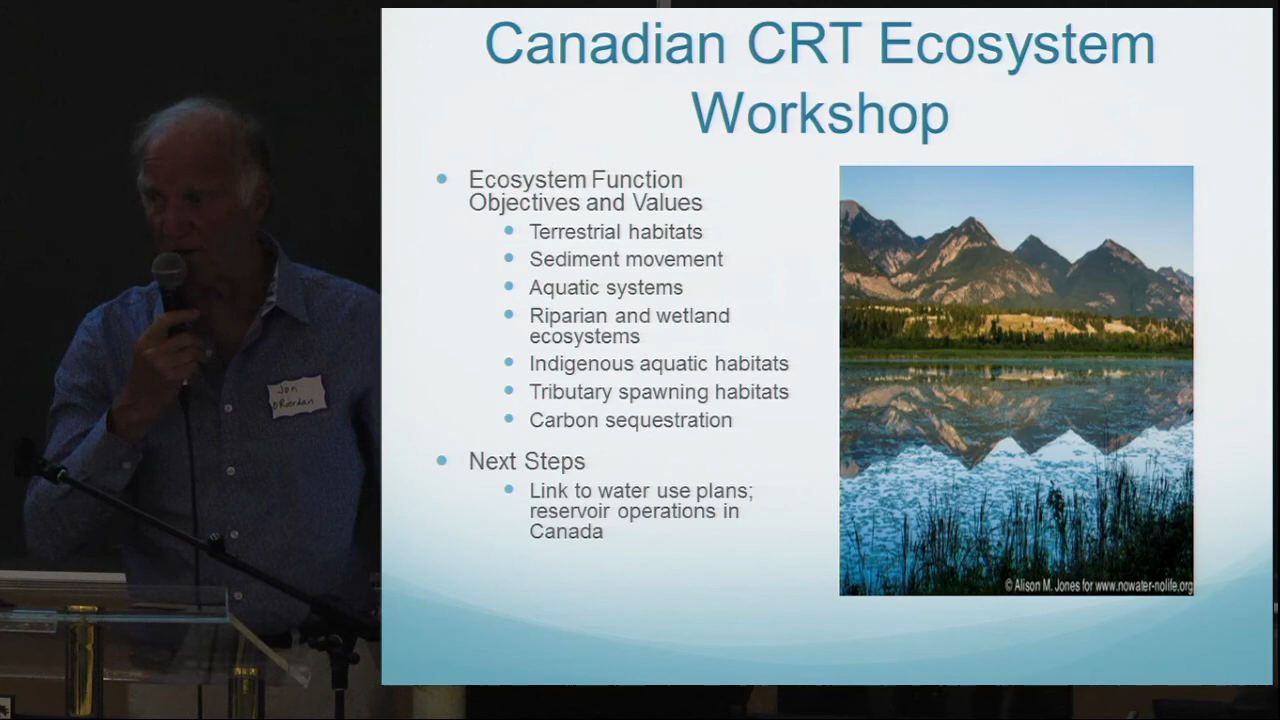 Canadian CRT Ecosystem
Workshop
Ecosystem Function
Objectives and Values
Terrestrial habitats
Sediment movement
Aquatic systems
Riparian and wetland
ecosystems
Indigenous aquatic habitats
Tributary spawning habitats
Carbon sequestration
Next Steps
Link to water use plans;
reservoir operations in
Canada
© Alison M. Jones for www.nowater-nolife.org
Jon
O'Riordan